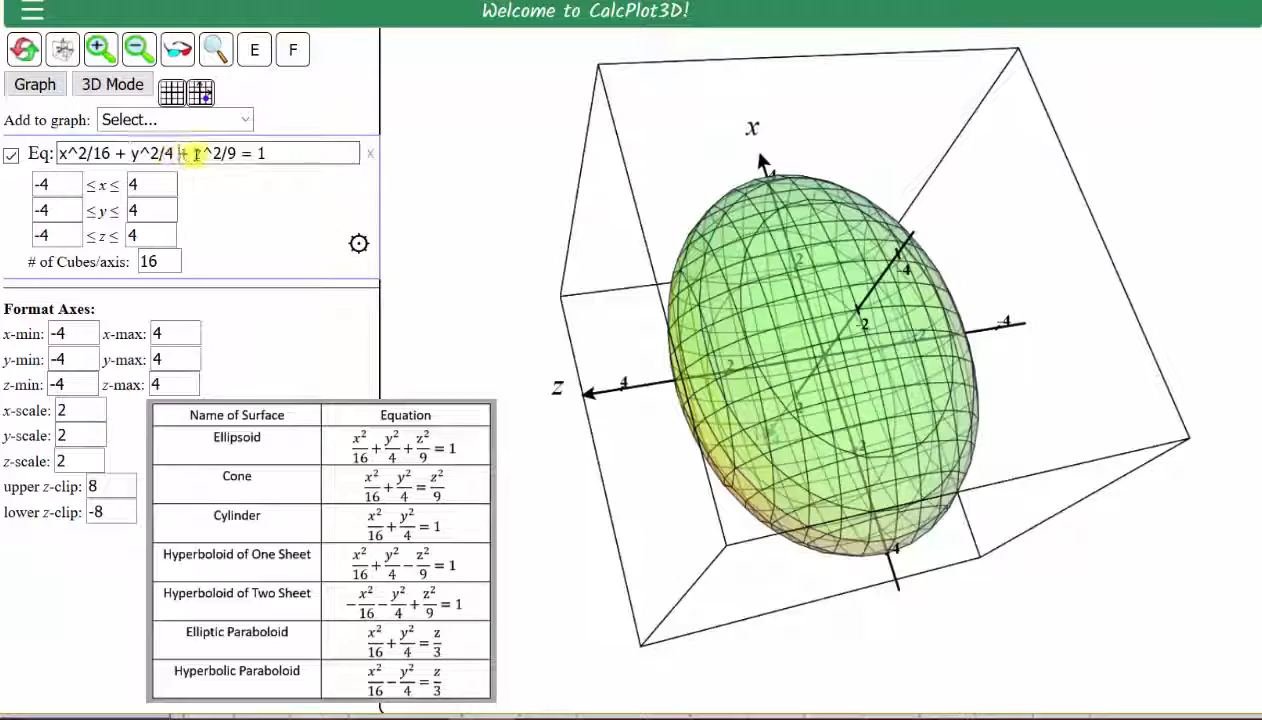 Welcome to CalcPlot3D!
E F
Graph 3D Mode
Add to graph: Select...
Eq: x^2/16 + y^2/4 + z^2/9 = 1 x
-4 ≤ x ≤ 4
-4 ≤ y ≤ 4
-4 ≤ z ≤ 4
# of Cubes/axis: 16
Format Axes:
x-min: -4 x-max: 4
y-min: -4 y-max: 4
z-min: -4 z-max: 4
x-scale: 2
y-scale: 2
z-scale: 2
upper z-clip: 8
lower z-clip: -8
Name of Surface Equation
Ellipsoid x²/16 + y²/4 + z²/9 = 1
Cone x²/16 + y²/4 = z²/9
Cylinder x²/16 + y²/4 = 1
Hyperboloid of One Sheet x²/16 + y²/4 − z²/9 = 1
Hyperboloid of Two Sheet −x²/16 − y²/4 + z²/9 = 1
Elliptic Paraboloid x²/16 + y²/4 = z/3
Hyperbolic Paraboloid x²/16 − y²/4 = z/3
x
4
2
-4
-2
-4
-2
2
z 4
2
-2
-4